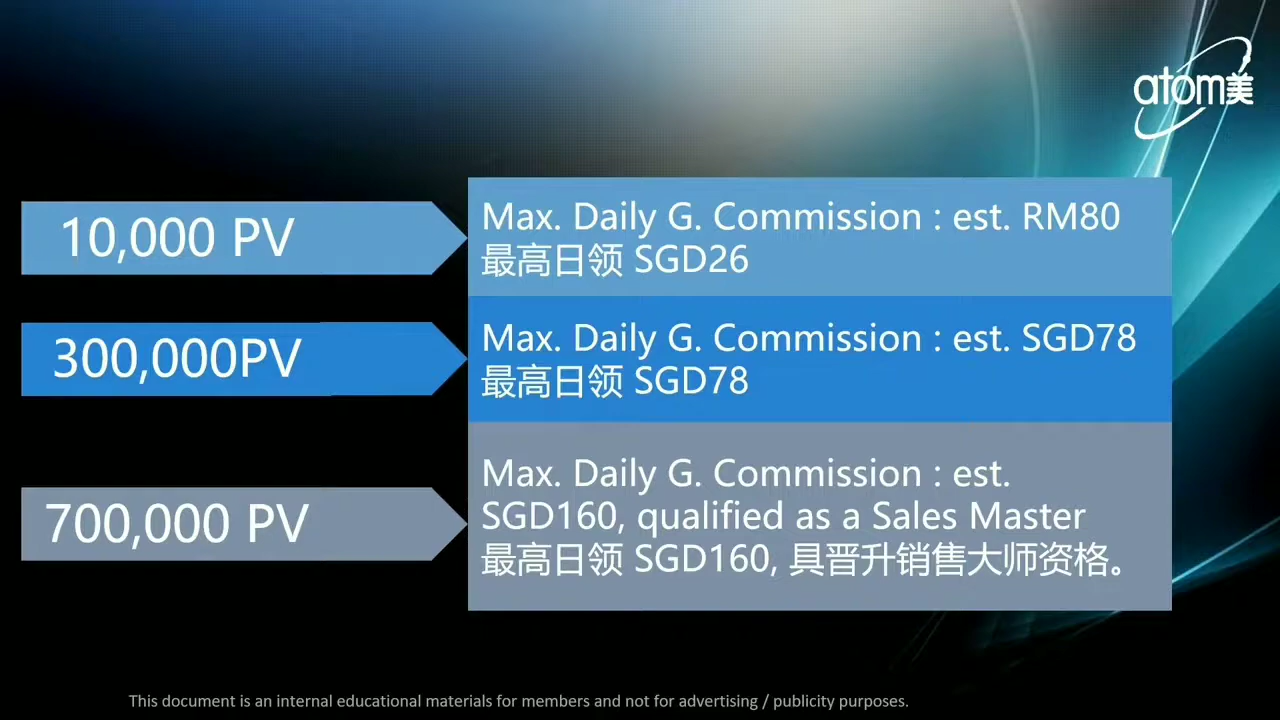 atom美
10,000 PV
Max. Daily G. Commission : est. RM80
最高日领 SGD26
300,000PV
Max. Daily G. Commission : est. SGD78
最高日领 SGD78
700,000 PV
Max. Daily G. Commission : est.
SGD160, qualified as a Sales Master
最高日领 SGD160, 具晋升销售大师资格。
This document is an internal educational materials for members and not for advertising / publicity purposes.